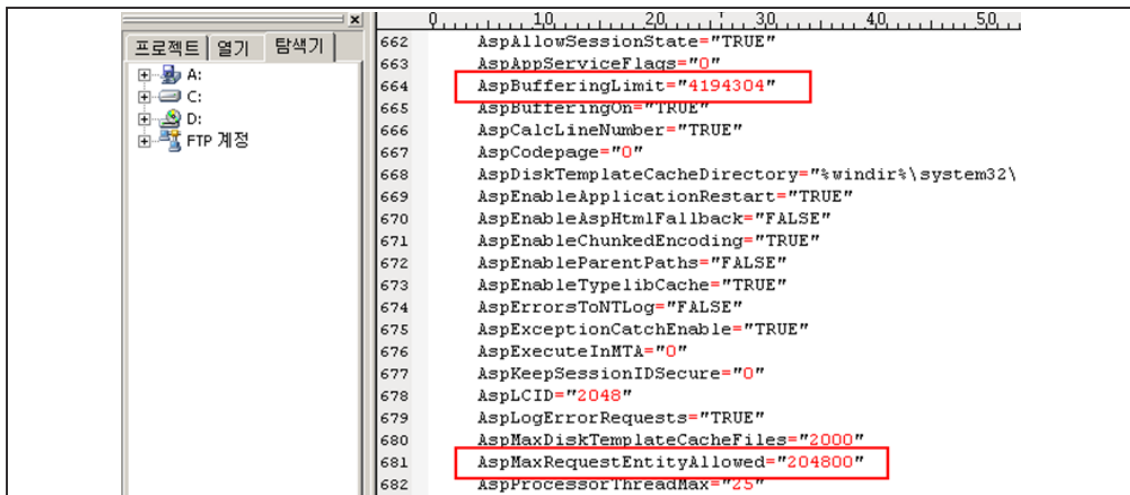 0 10 20 30 40 50
프로젝트 열기 탐색기
A:
C:
D:
FTP 계정
662 AspAllowSessionState="TRUE"
663 AspAppServiceFlags="0"
664 AspBufferingLimit="4194304"
665 AspBufferingOn="TRUE"
666 AspCalcLineNumber="TRUE"
667 AspCodepage="0"
668 AspDiskTemplateCacheDirectory="%windir%\system32\
669 AspEnableApplicationRestart="TRUE"
670 AspEnableAspHtmlFallback="FALSE"
671 AspEnableChunkedEncoding="TRUE"
672 AspEnableParentPaths="FALSE"
673 AspEnableTypelibCache="TRUE"
674 AspErrorsToNTLog="FALSE"
675 AspExceptionCatchEnable="TRUE"
676 AspExecuteInMTA="0"
677 AspKeepSessionIDSecure="0"
678 AspLCID="2048"
679 AspLogErrorRequests="TRUE"
680 AspMaxDiskTemplateCacheFiles="2000"
681 AspMaxRequestEntityAllowed="204800"
682 AspProcessorThreadMax="25"